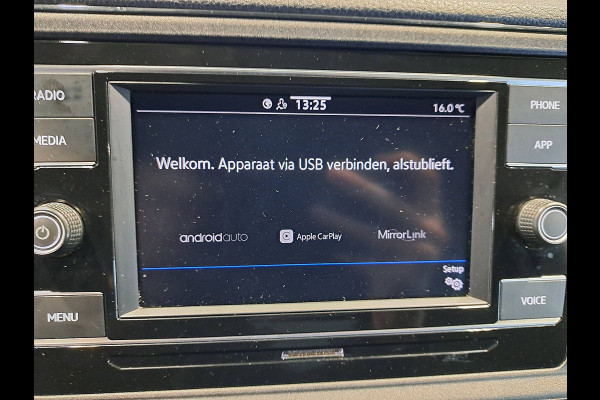 RADIO
MEDIA
MENU
13:25
16.0 °C
Welkom. Apparaat via USB verbinden, alstublieft.
androidauto
Apple CarPlay
MirrorLink
Setup
PHONE
APP
VOICE